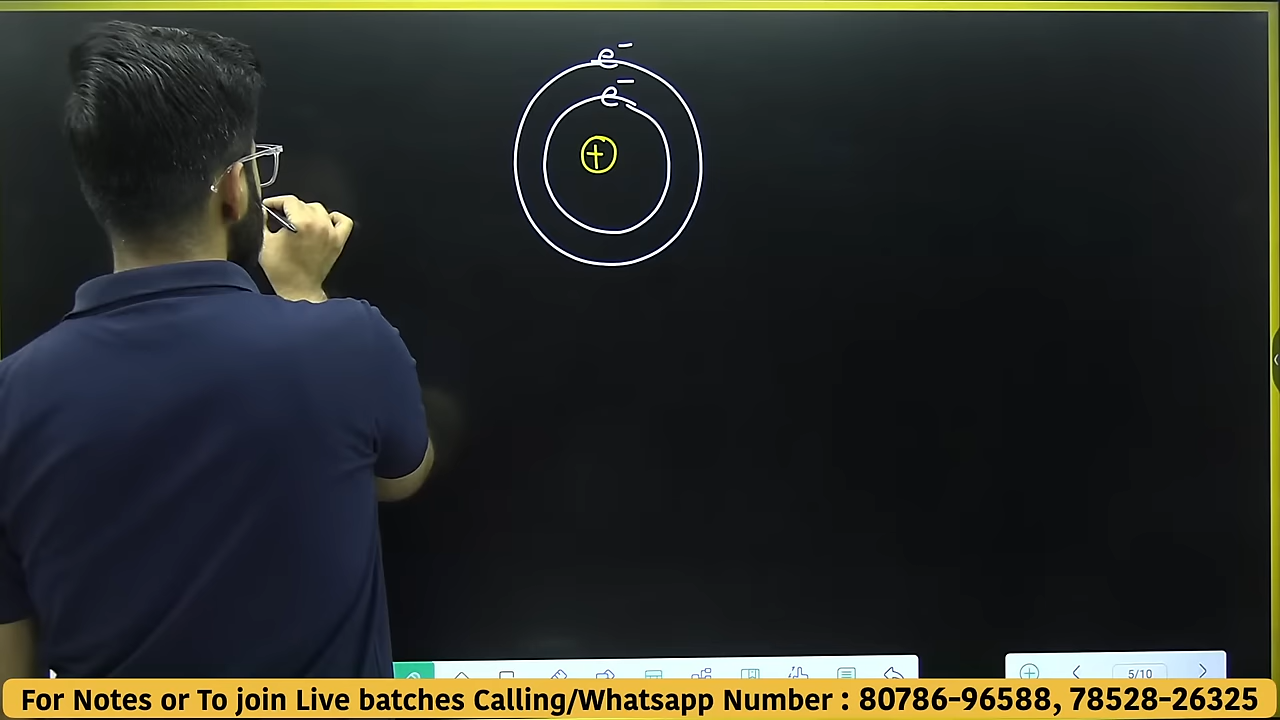 e⁻
e⁻
+
5/10
For Notes or To join Live batches Calling/Whatsapp Number : 80786-96588, 78528-26325